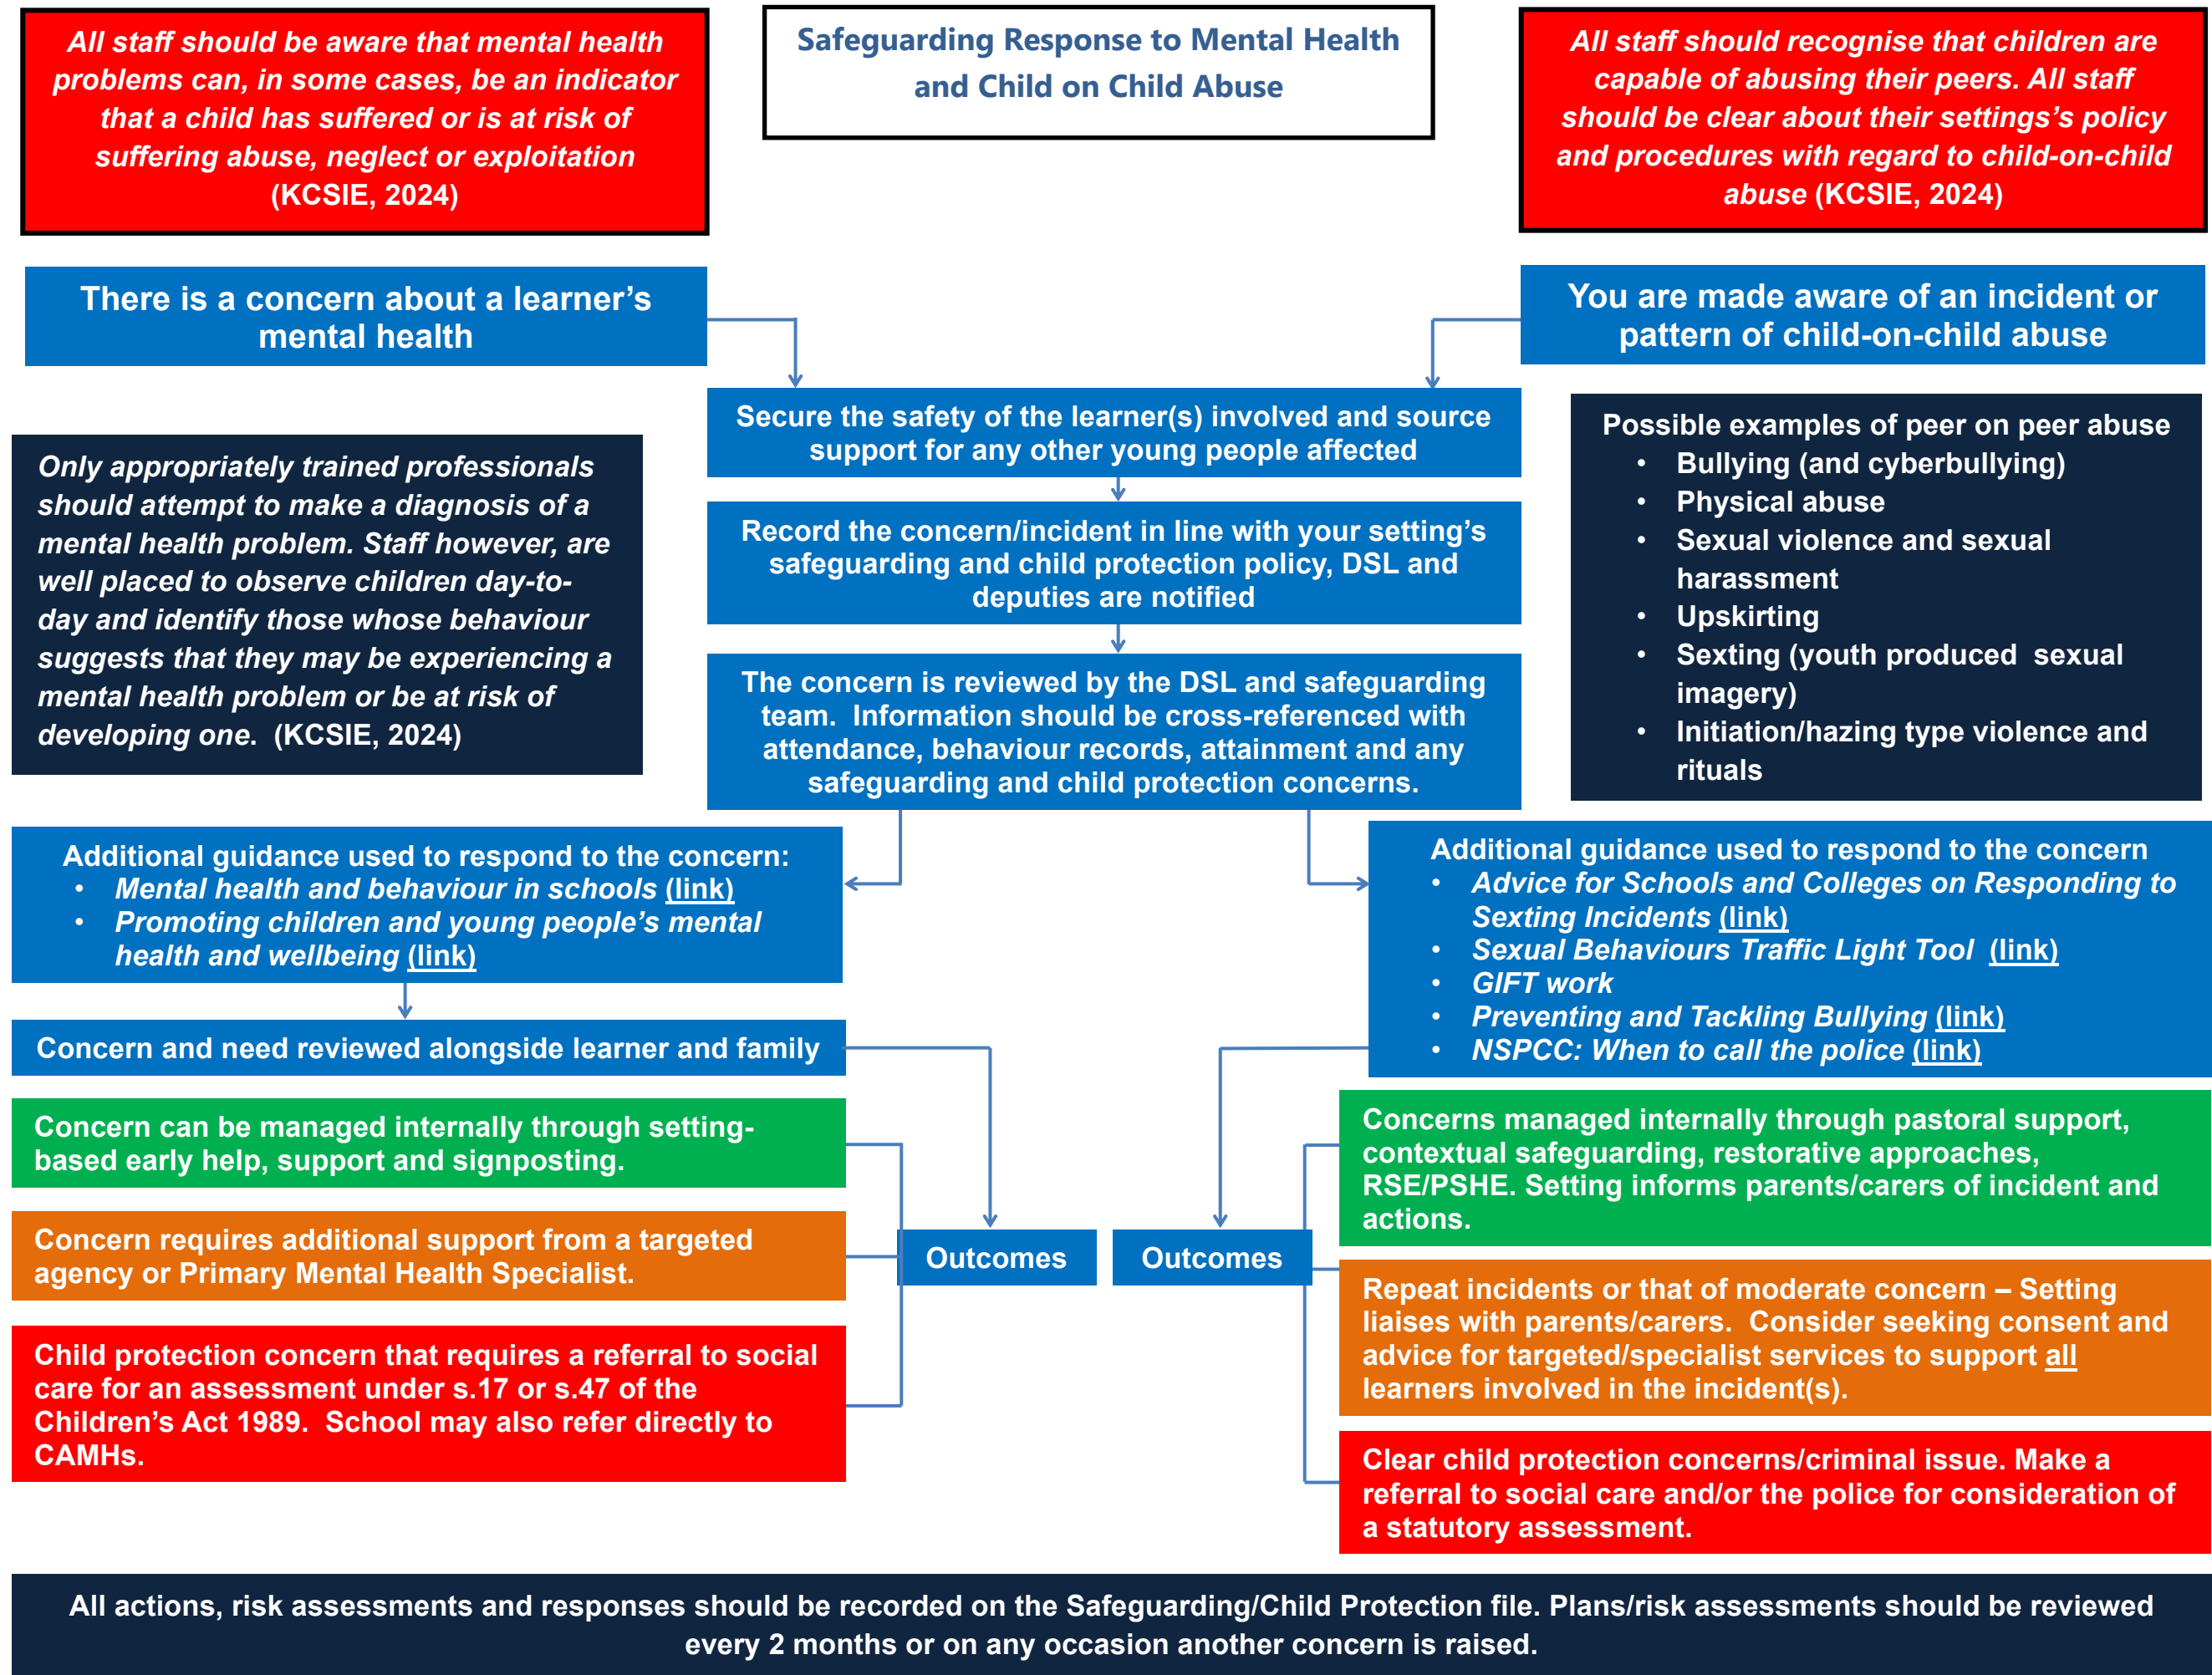 All staff should be aware that mental health
problems can, in some cases, be an indicator
that a child has suffered or is at risk of
suffering abuse, neglect or exploitation
(KCSIE, 2024)
Safeguarding Response to Mental Health
and Child on Child Abuse
All staff should recognise that children are
capable of abusing their peers. All staff
should be clear about their settings's policy
and procedures with regard to child-on-child
abuse (KCSIE, 2024)
There is a concern about a learner’s
mental health
You are made aware of an incident or
pattern of child-on-child abuse
Secure the safety of the learner(s) involved and source
support for any other young people affected
Only appropriately trained professionals
should attempt to make a diagnosis of a
mental health problem. Staff however, are
well placed to observe children day-to-
day and identify those whose behaviour
suggests that they may be experiencing a
mental health problem or be at risk of
developing one. (KCSIE, 2024)
Record the concern/incident in line with your setting’s
safeguarding and child protection policy, DSL and
deputies are notified
The concern is reviewed by the DSL and safeguarding
team. Information should be cross-referenced with
attendance, behaviour records, attainment and any
safeguarding and child protection concerns.
Possible examples of peer on peer abuse
• Bullying (and cyberbullying)
• Physical abuse
• Sexual violence and sexual
harassment
• Upskirting
• Sexting (youth produced sexual
imagery)
• Initiation/hazing type violence and
rituals
Additional guidance used to respond to the concern:
• Mental health and behaviour in schools (link)
• Promoting children and young people’s mental
health and wellbeing (link)
Additional guidance used to respond to the concern
• Advice for Schools and Colleges on Responding to
Sexting Incidents (link)
• Sexual Behaviours Traffic Light Tool (link)
• GIFT work
• Preventing and Tackling Bullying (link)
• NSPCC: When to call the police (link)
Concern and need reviewed alongside learner and family
Concern can be managed internally through setting-
based early help, support and signposting.
Concern requires additional support from a targeted
agency or Primary Mental Health Specialist.
Child protection concern that requires a referral to social
care for an assessment under s.17 or s.47 of the
Children’s Act 1989. School may also refer directly to
CAMHs.
Outcomes
Outcomes
Concerns managed internally through pastoral support,
contextual safeguarding, restorative approaches,
RSE/PSHE. Setting informs parents/carers of incident and
actions.
Repeat incidents or that of moderate concern – Setting
liaises with parents/carers. Consider seeking consent and
advice for targeted/specialist services to support all
learners involved in the incident(s).
Clear child protection concerns/criminal issue. Make a
referral to social care and/or the police for consideration of
a statutory assessment.
All actions, risk assessments and responses should be recorded on the Safeguarding/Child Protection file. Plans/risk assessments should be reviewed
every 2 months or on any occasion another concern is raised.